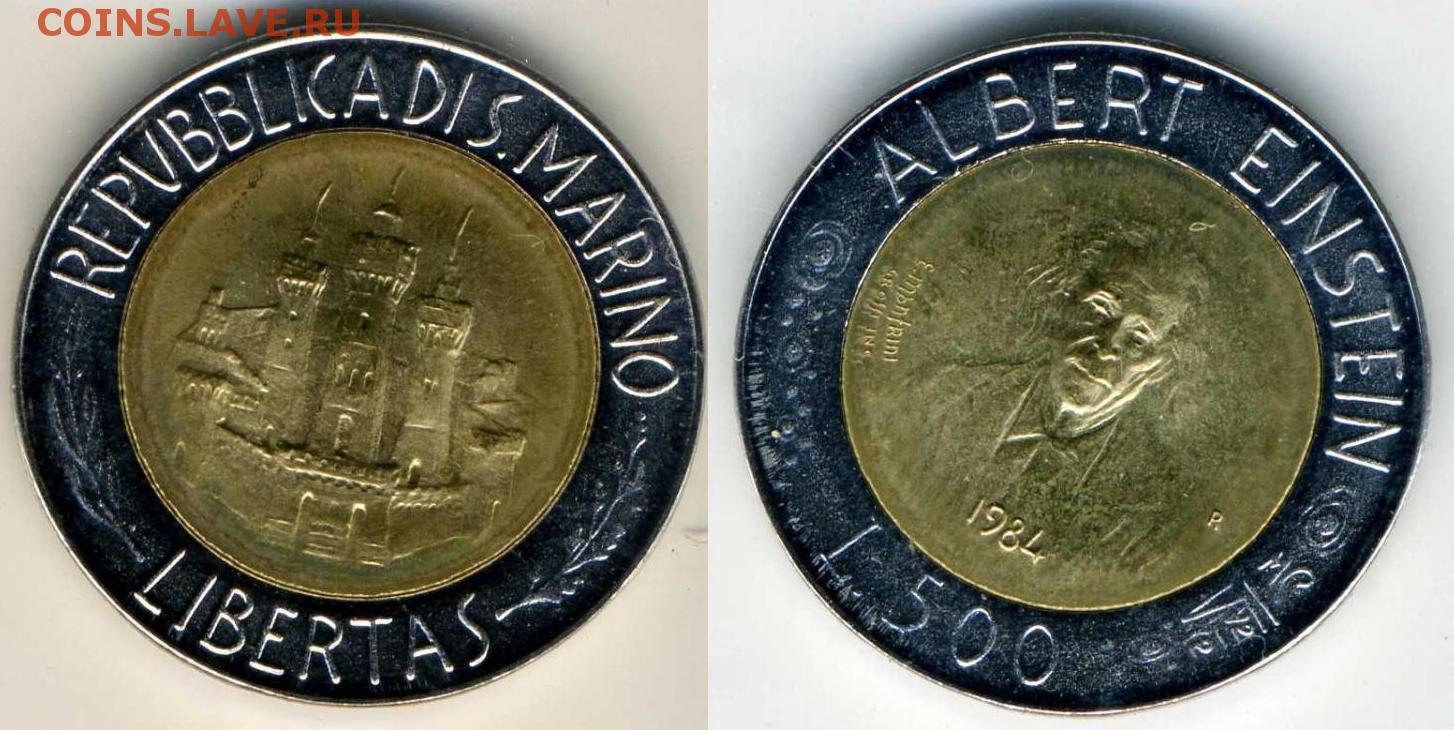 COINS.LAVE.RU
REPVBBLICA DI S. MARINO
LIBERTAS
ALBERT EINSTEIN
1984
R
L. 500